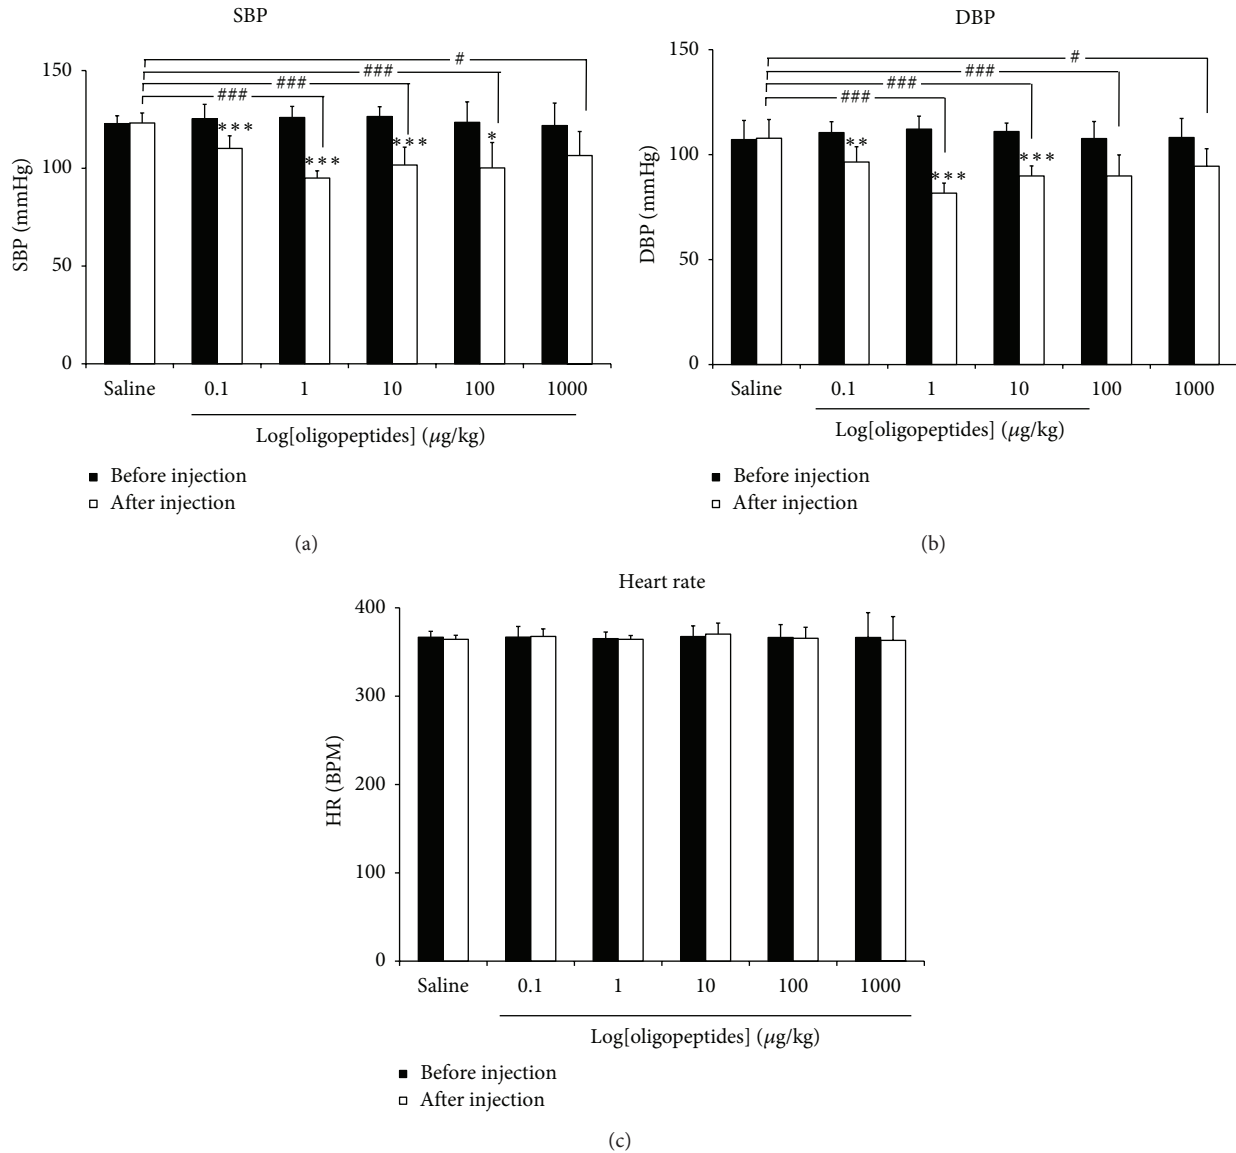 SBP
#
###
###
###
***
***
***
*
150
100
50
0
SBP (mmHg)
Saline 0.1 1 10 100 1000
Log[oligopeptides] (μg/kg)
Before injection
After injection
(a)
DBP
#
###
###
###
**
***
***
150
100
50
0
DBP (mmHg)
Saline 0.1 1 10 100 1000
Log[oligopeptides] (μg/kg)
Before injection
After injection
(b)
Heart rate
400
300
200
100
0
HR (BPM)
Saline 0.1 1 10 100 1000
Log[oligopeptides] (μg/kg)
Before injection
After injection
(c)